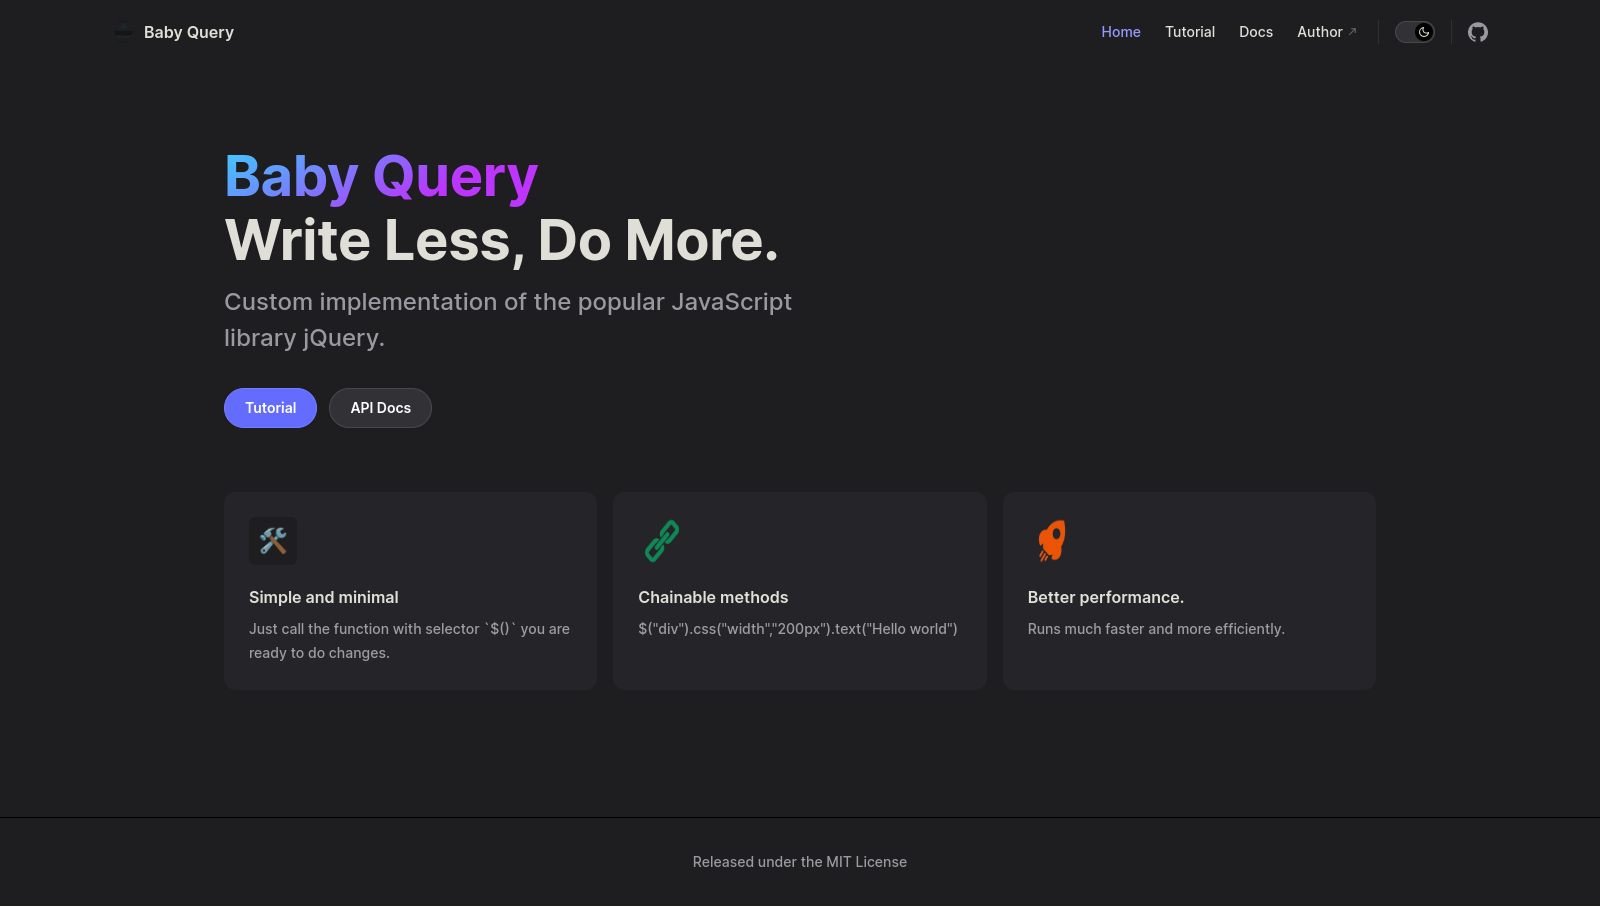 Baby Query
Home Tutorial Docs Author
Baby Query
Write Less, Do More.
Custom implementation of the popular JavaScript
library jQuery.
Tutorial API Docs
Simple and minimal
Just call the function with selector `$()` you are
ready to do changes.
Chainable methods
$("div").css("width","200px").text("Hello world")
Better performance.
Runs much faster and more efficiently.
Released under the MIT License